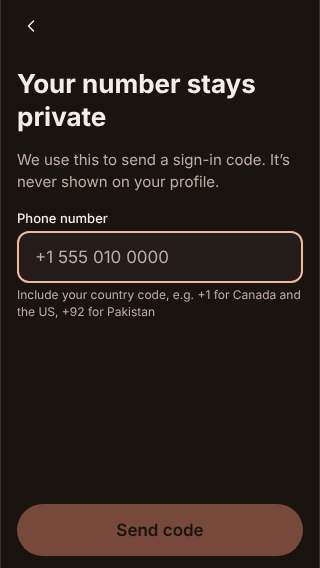 Your number stays
private
We use this to send a sign-in code. It’s
never shown on your profile.
Phone number
+1 555 010 0000
Include your country code, e.g. +1 for Canada and
the US, +92 for Pakistan
Send code